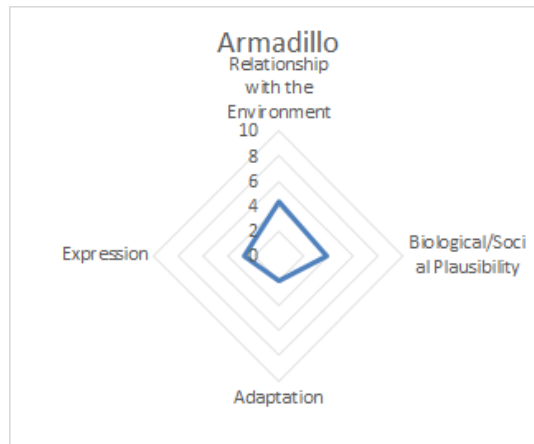 Armadillo
Relationship
with the
Environment
10
8
6
4
2
0
Expression
Biological/Soci
al Plausibility
Adaptation